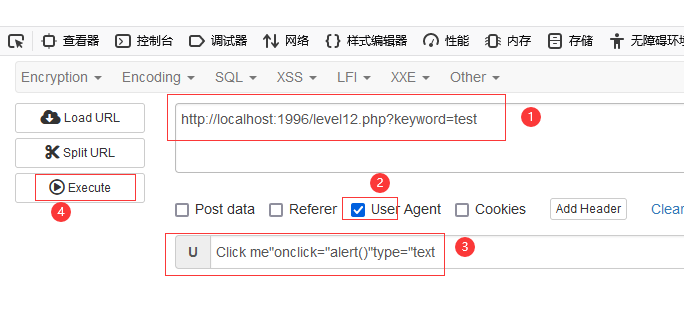 查看器 控制台 调试器 网络 {} 样式编辑器 性能 内存 存储 无障碍环境
Encryption Encoding SQL XSS LFI XXE Other
Load URL
http://localhost:1996/level12.php?keyword=test
1
Split URL
Execute
2
4
Post data Referer User Agent Cookies Add Header Clear
U Click me"onclick="alert()"type="text
3